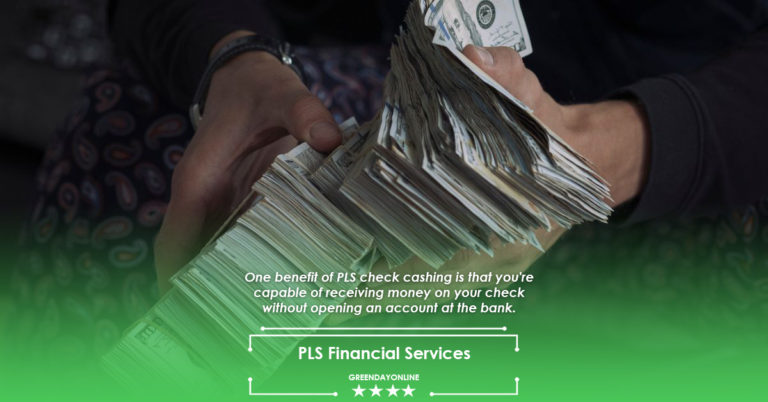 One benefit of PLS check cashing is that you're
capable of receiving money on your check
without opening an account at the bank.
PLS Financial Services
GREENDAYONLINE